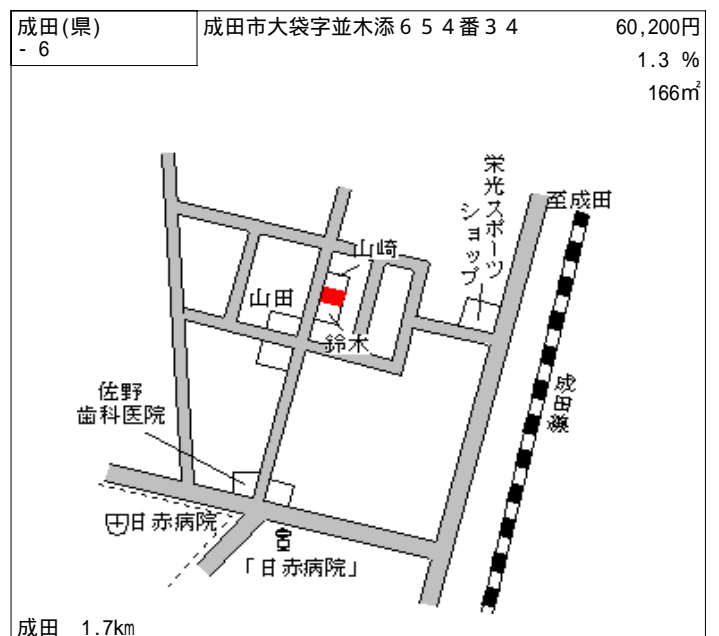 成田(県)
- 6
成田市大袋字並木添６５４番３４
60,200円
1.3 %
166㎡
栄光スポーツ
ショップ
至成田
山崎
山田
鈴木
佐野
歯科医院
成田線
日赤病院
「日赤病院」
成田 1.7km